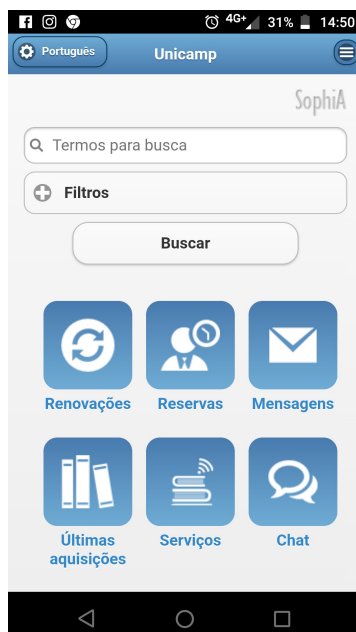 4G+ 31% 14:50
Português Unicamp
SophiA
Termos para busca
Filtros
Buscar
Renovações Reservas Mensagens
Últimas aquisições Serviços Chat